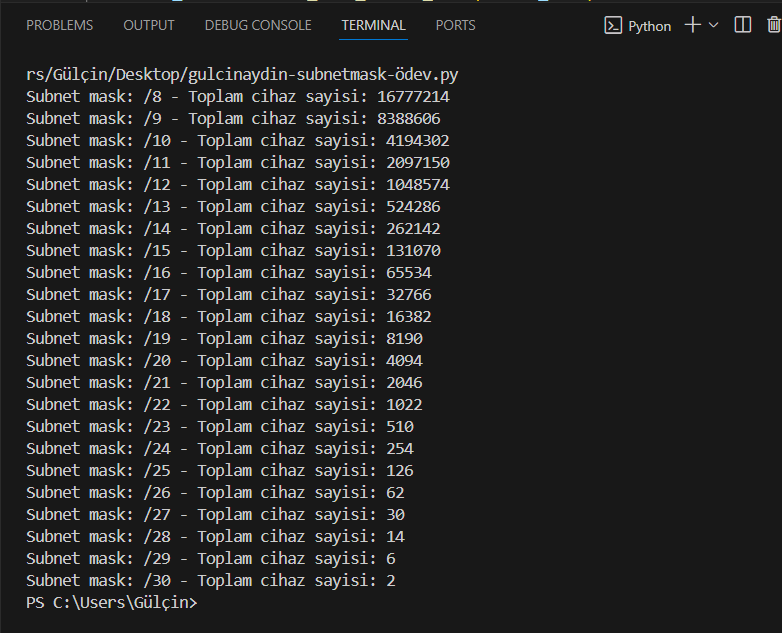 PROBLEMS OUTPUT DEBUG CONSOLE TERMINAL PORTS Python
rs/Gülçin/Desktop/gulcinaydin-subnetmask-ödev.py
Subnet mask: /8 - Toplam cihaz sayisi: 16777214
Subnet mask: /9 - Toplam cihaz sayisi: 8388606
Subnet mask: /10 - Toplam cihaz sayisi: 4194302
Subnet mask: /11 - Toplam cihaz sayisi: 2097150
Subnet mask: /12 - Toplam cihaz sayisi: 1048574
Subnet mask: /13 - Toplam cihaz sayisi: 524286
Subnet mask: /14 - Toplam cihaz sayisi: 262142
Subnet mask: /15 - Toplam cihaz sayisi: 131070
Subnet mask: /16 - Toplam cihaz sayisi: 65534
Subnet mask: /17 - Toplam cihaz sayisi: 32766
Subnet mask: /18 - Toplam cihaz sayisi: 16382
Subnet mask: /19 - Toplam cihaz sayisi: 8190
Subnet mask: /20 - Toplam cihaz sayisi: 4094
Subnet mask: /21 - Toplam cihaz sayisi: 2046
Subnet mask: /22 - Toplam cihaz sayisi: 1022
Subnet mask: /23 - Toplam cihaz sayisi: 510
Subnet mask: /24 - Toplam cihaz sayisi: 254
Subnet mask: /25 - Toplam cihaz sayisi: 126
Subnet mask: /26 - Toplam cihaz sayisi: 62
Subnet mask: /27 - Toplam cihaz sayisi: 30
Subnet mask: /28 - Toplam cihaz sayisi: 14
Subnet mask: /29 - Toplam cihaz sayisi: 6
Subnet mask: /30 - Toplam cihaz sayisi: 2
PS C:\Users\Gülçin>